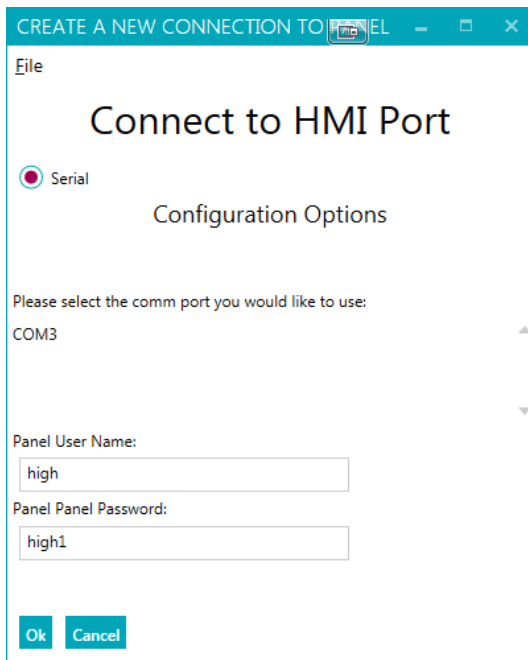 CREATE A NEW CONNECTION TO PANEL
File
Connect to HMI Port
Serial
Configuration Options
Please select the comm port you would like to use:
COM3
Panel User Name:
high
Panel Panel Password:
high1
Ok Cancel